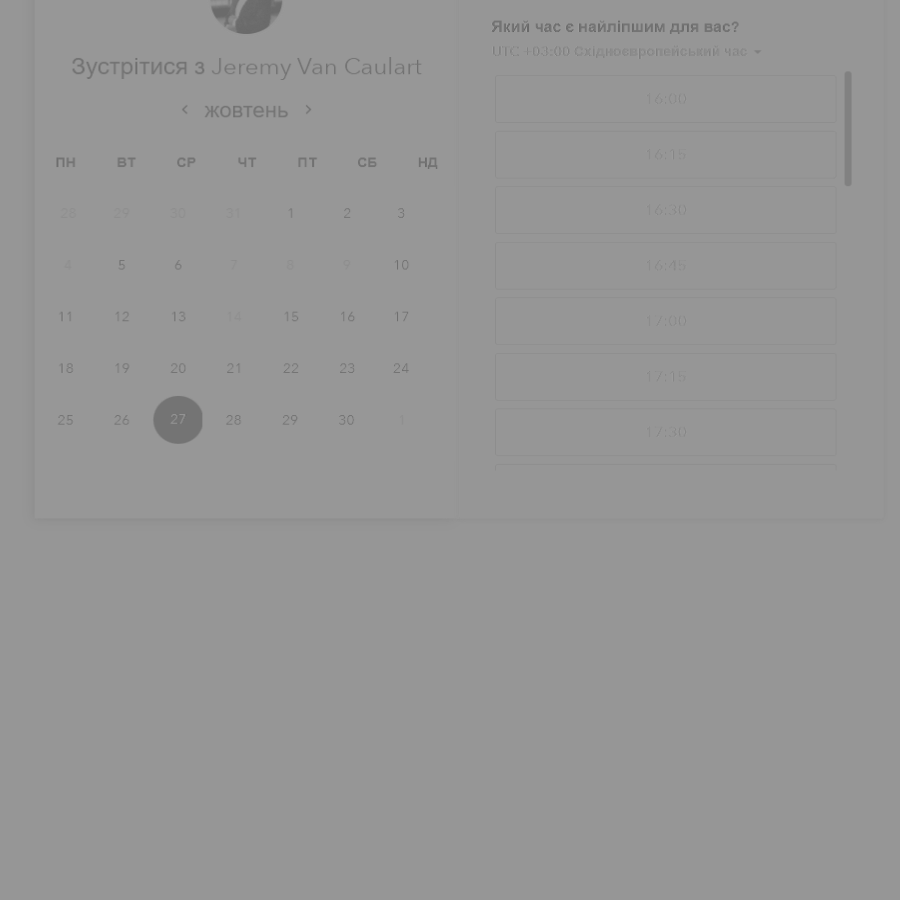 Зустрітися з Jeremy Van Caulart
жовтень
ПН ВТ СР ЧТ ПТ СБ НД
28 29 30 31 1 2 3
4 5 6 7 8 9 10
11 12 13 14 15 16 17
18 19 20 21 22 23 24
25 26 27 28 29 30 1
Який час є найліпшим для вас?
UTC +03:00 Східноєвропейський час
16:00
16:15
16:30
16:45
17:00
17:15
17:30